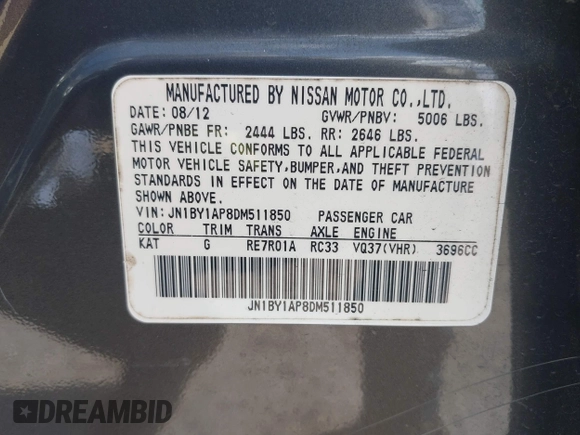 MANUFACTURED BY NISSAN MOTOR CO.,LTD.
DATE: 08/12 GVWR/PNBV: 5006 LBS.
GAWR/PNBE FR: 2444 LBS. RR: 2646 LBS.
THIS VEHICLE CONFORMS TO ALL APPLICABLE FEDERAL
MOTOR VEHICLE SAFETY,BUMPER,AND THEFT PREVENTION
STANDARDS IN EFFECT ON THE DATE OF MANUFACTURE
SHOWN ABOVE.
VIN: JN1BY1AP8DM511850 PASSENGER CAR
COLOR TRIM TRANS AXLE ENGINE
KAT G RE7R01A RC33 VQ37(VHR) 3696CC
JN1BY1AP8DM511850
DREAMBID